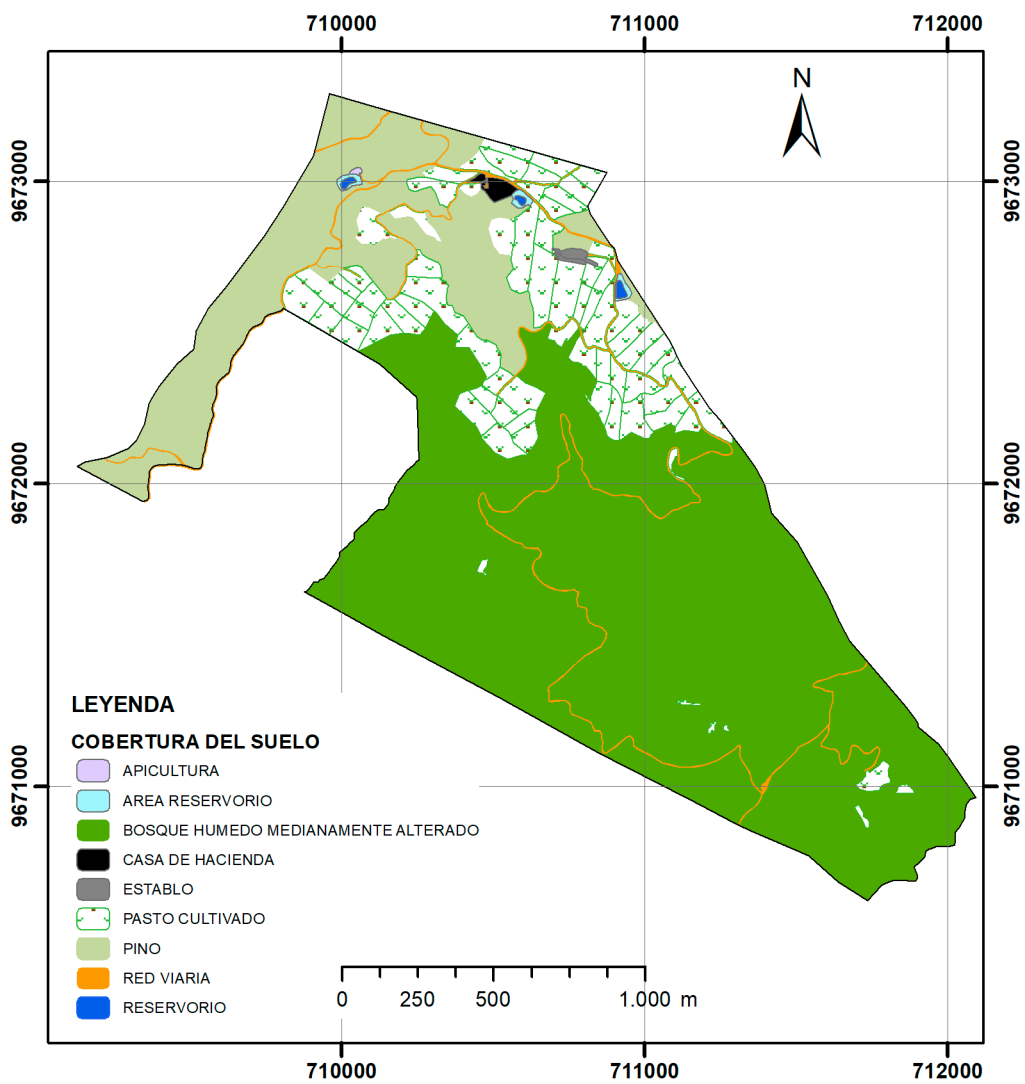 710000 711000 712000
N
9673000 9673000
9672000 9672000
9671000 9671000
LEYENDA
COBERTURA DEL SUELO
APICULTURA
AREA RESERVORIO
BOSQUE HUMEDO MEDIANAMENTE ALTERADO
CASA DE HACIENDA
ESTABLO
PASTO CULTIVADO
PINO
RED VIARIA
RESERVORIO
0 250 500 1.000 m
710000 711000 712000